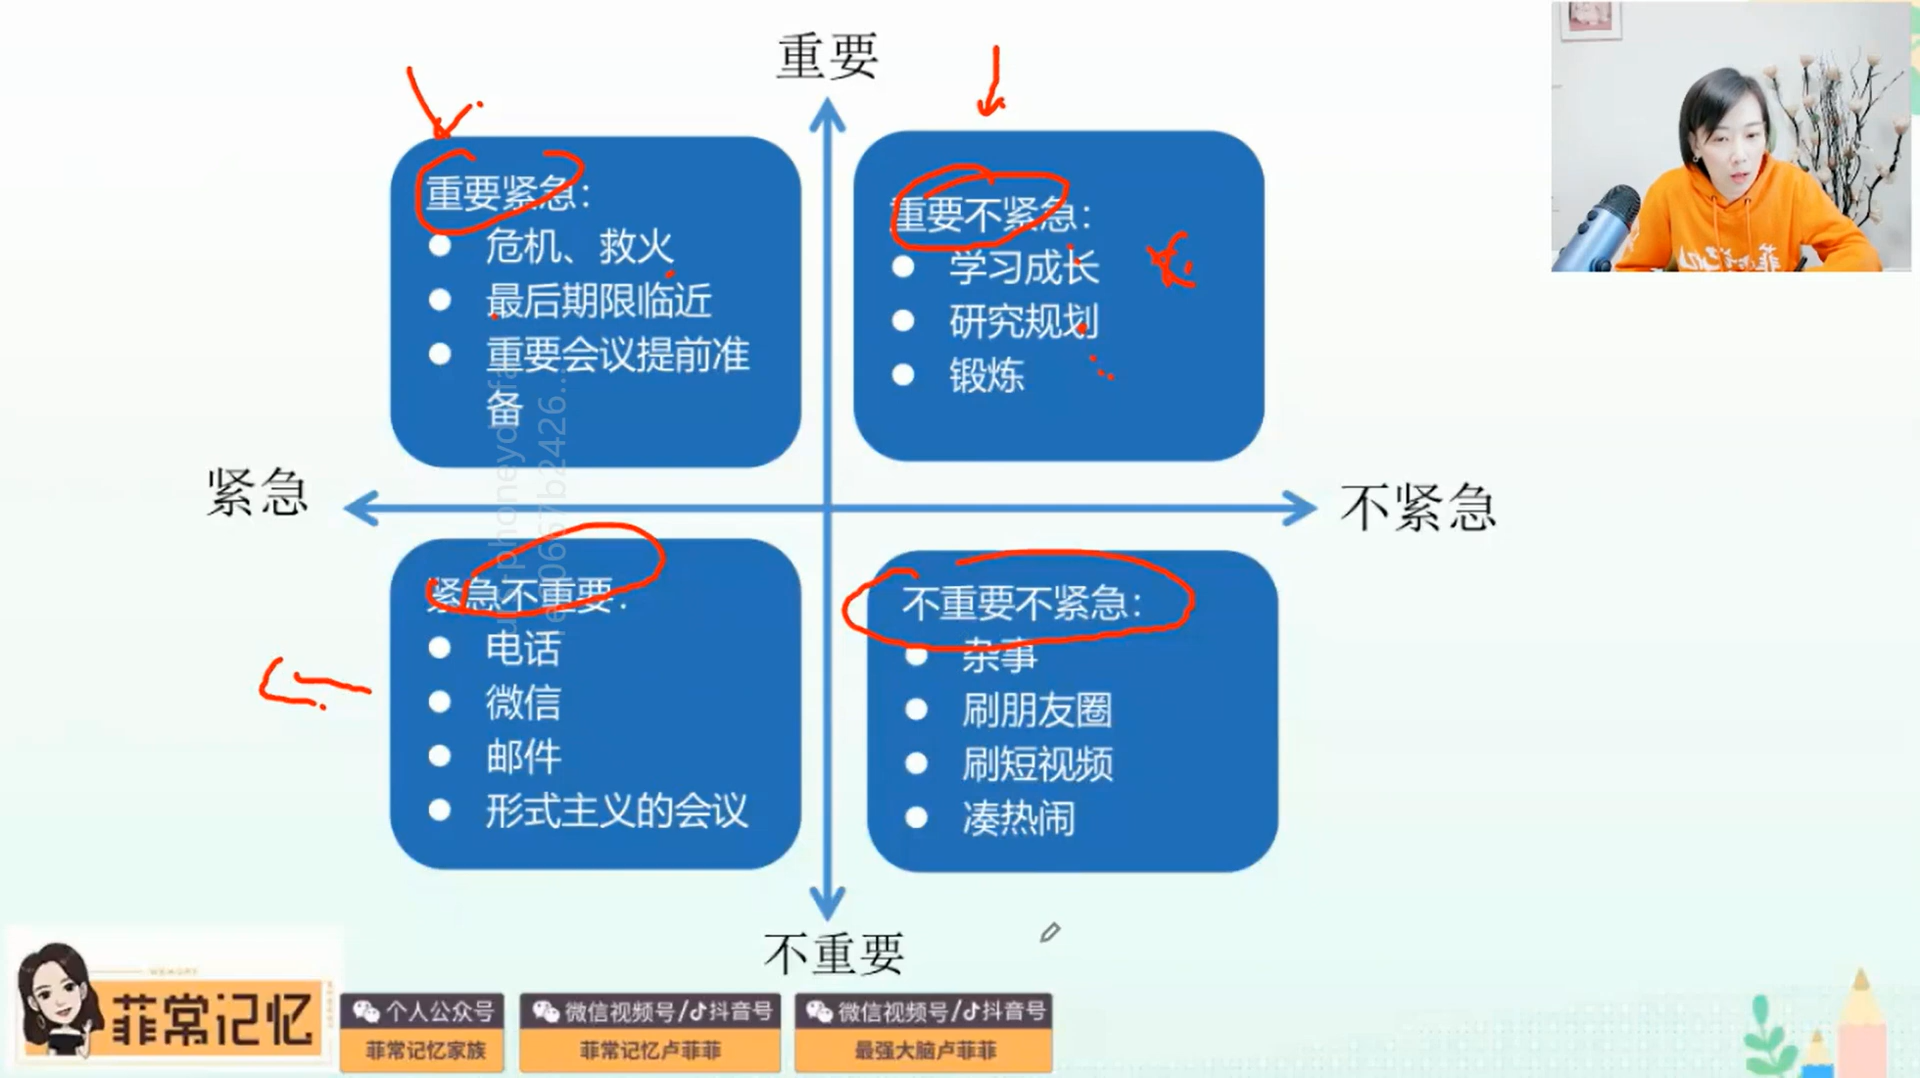 重要
重要紧急：
危机、救火
最后期限临近
重要会议提前准
备
重要不紧急：
学习成长
研究规划
锻炼
紧急
不紧急
紧急不重要：
电话
微信
邮件
形式主义的会议
不重要不紧急：
杂事
刷朋友圈
刷短视频
凑热闹
不重要
菲常记忆
个人公众号
菲常记忆家族
微信视频号/抖音号
菲常记忆卢菲菲
微信视频号/抖音号
最强大脑卢菲菲